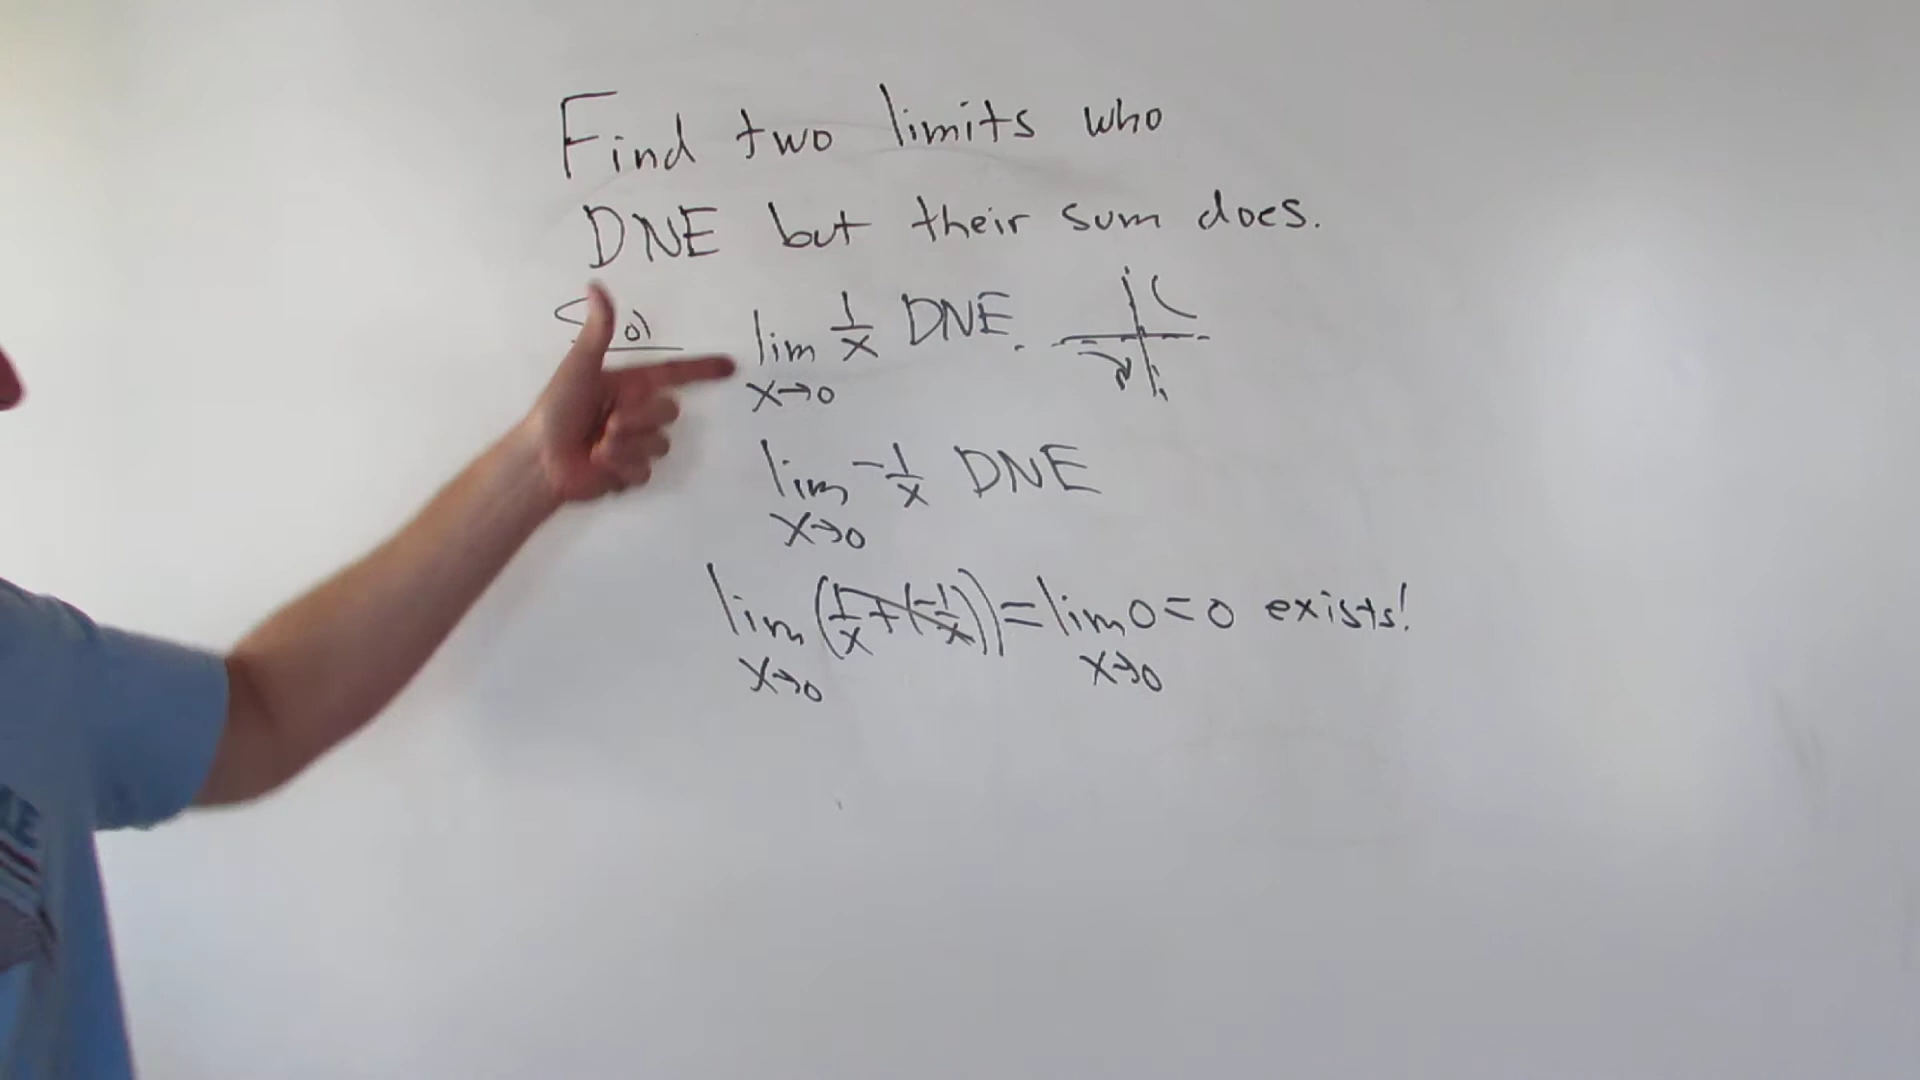 Find two limits who
DNE but their sum does.
Sol lim x→0 1/x DNE.
lim x→0 -1/x DNE
lim x→0 (1/x + (-1/x)) = lim x→0 0 = 0 exists!